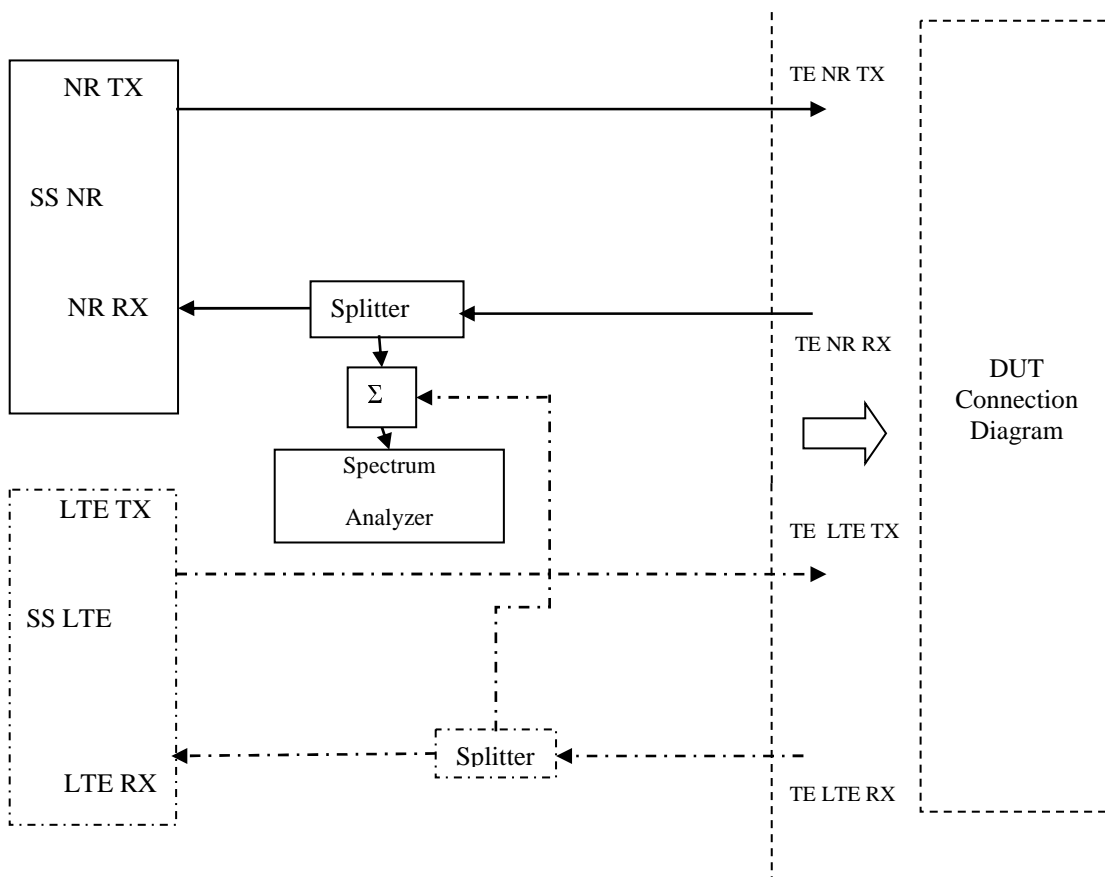 NR TX
TE NR TX
SS NR
NR RX
Splitter
TE NR RX
Σ
DUT
Connection
Diagram
Spectrum
Analyzer
LTE TX
TE LTE TX
SS LTE
Splitter
LTE RX
TE LTE RX